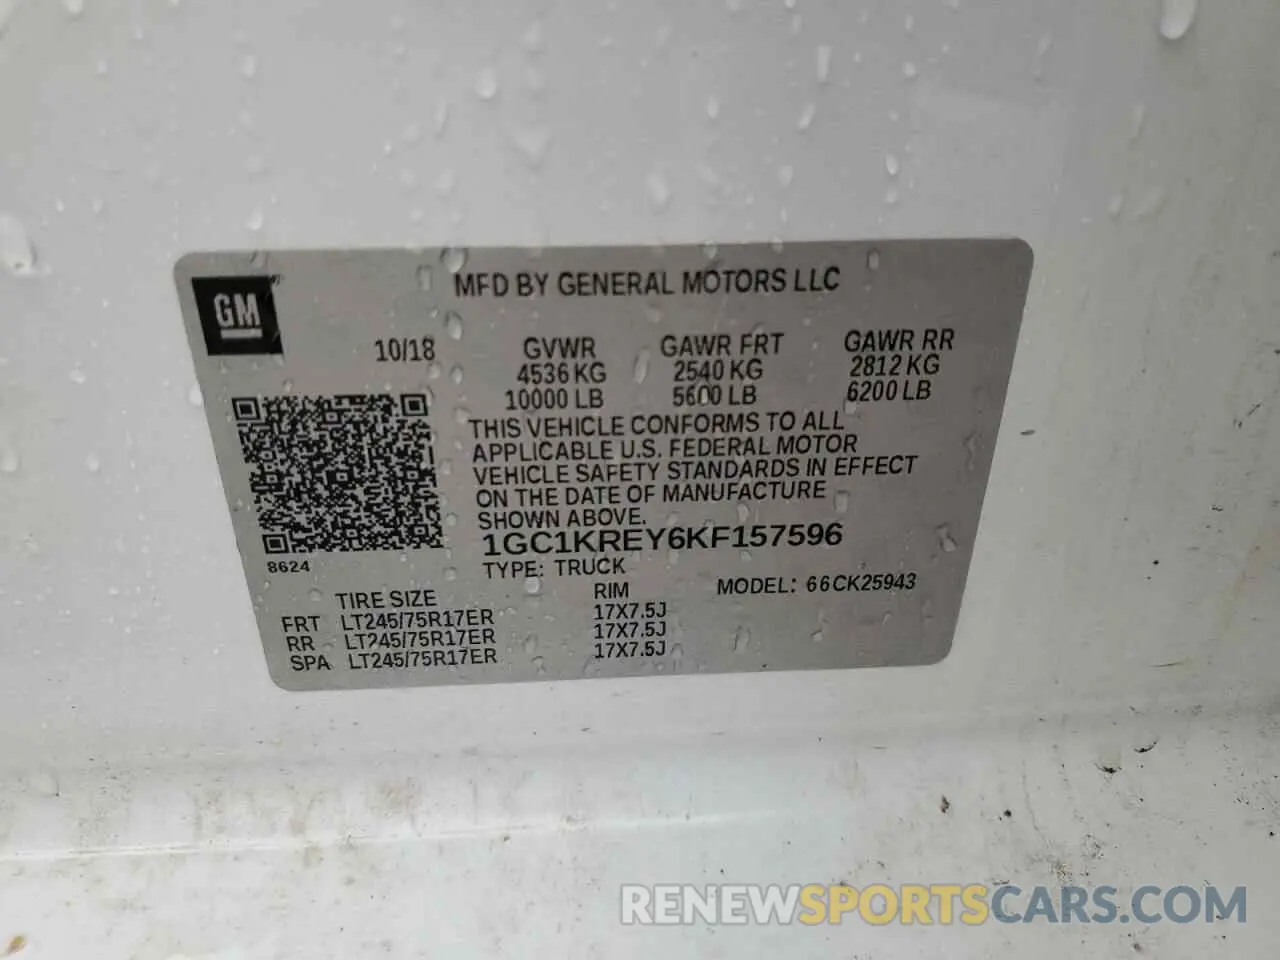 GM
MFD BY GENERAL MOTORS LLC
10/18 GVWR GAWR FRT GAWR RR
4536 KG 2540 KG 2812 KG
10000 LB 5600 LB 6200 LB
THIS VEHICLE CONFORMS TO ALL
APPLICABLE U.S. FEDERAL MOTOR
VEHICLE SAFETY STANDARDS IN EFFECT
ON THE DATE OF MANUFACTURE
SHOWN ABOVE.
1GC1KREY6KF157596
8624
TYPE: TRUCK
TIRE SIZE RIM MODEL: 66CK25943
FRT LT245/75R17ER 17X7.5J
RR LT245/75R17ER 17X7.5J
SPA LT245/75R17ER 17X7.5J
RENEWSPORTSCARS.COM